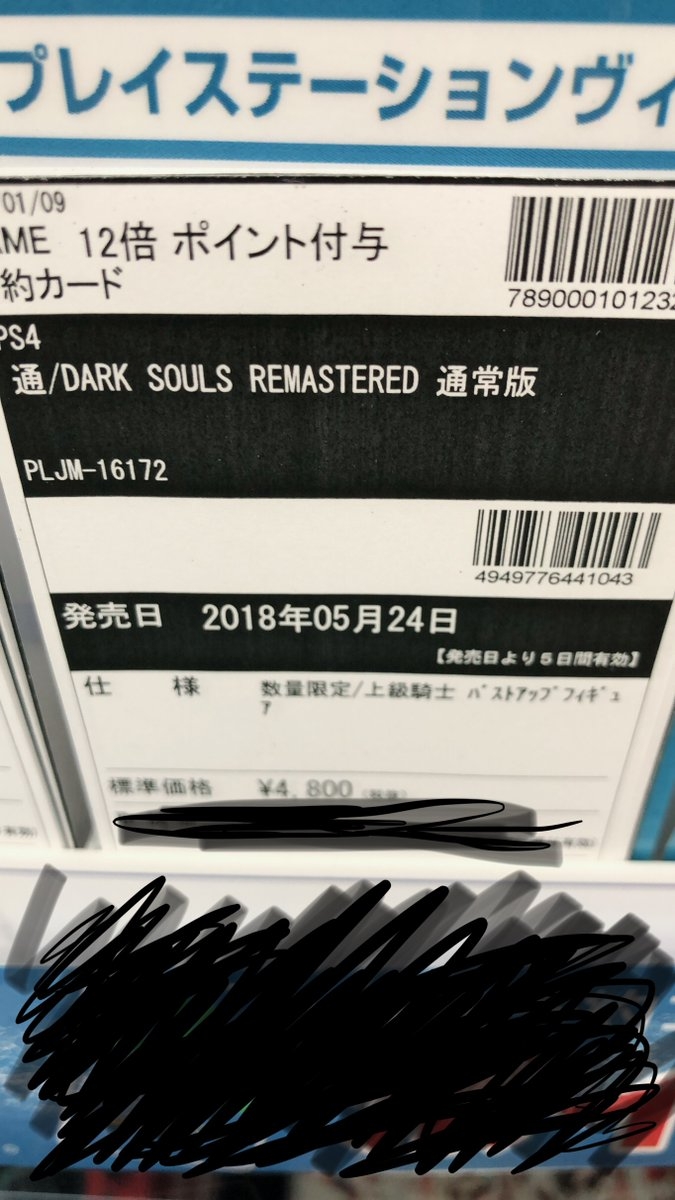 プレイステーションヴィ
01/09
AME 12倍 ポイント付与
約カード
789000101232
PS4
通/DARK SOULS REMASTERED 通常版
PLJM-16172
4949776441043
発売日 2018年05月24日
【発売日より5日間有効】
仕 様 数量限定/上級騎士 ﾊﾞｽﾄｱｯﾌﾟﾌｨｷﾞｭ
ｱ
標準価格 ¥4,800